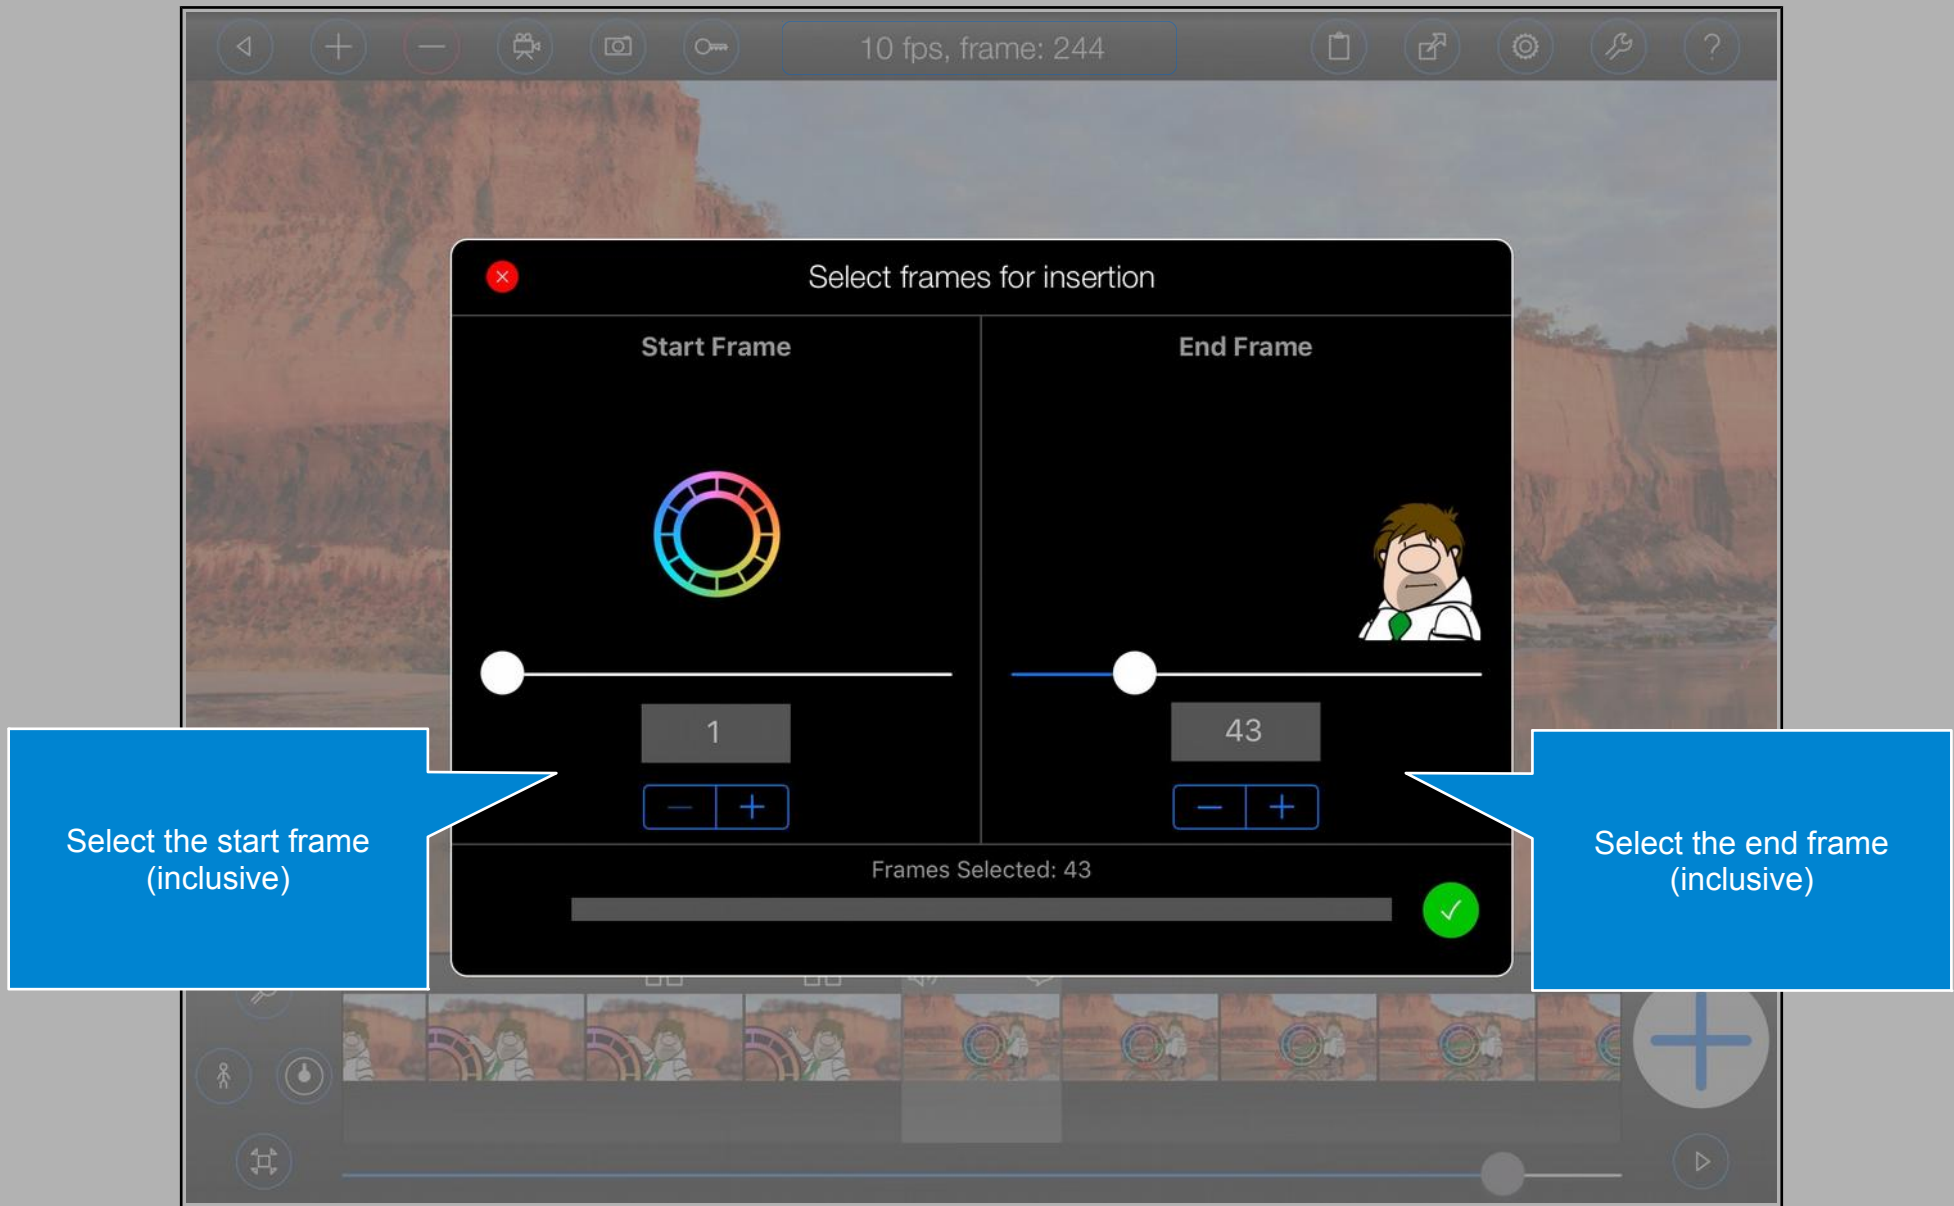 10 fps, frame: 244
?
Select frames for insertion
Start Frame
End Frame
1
43
Select the start frame
(inclusive)
Select the end frame
(inclusive)
Frames Selected: 43